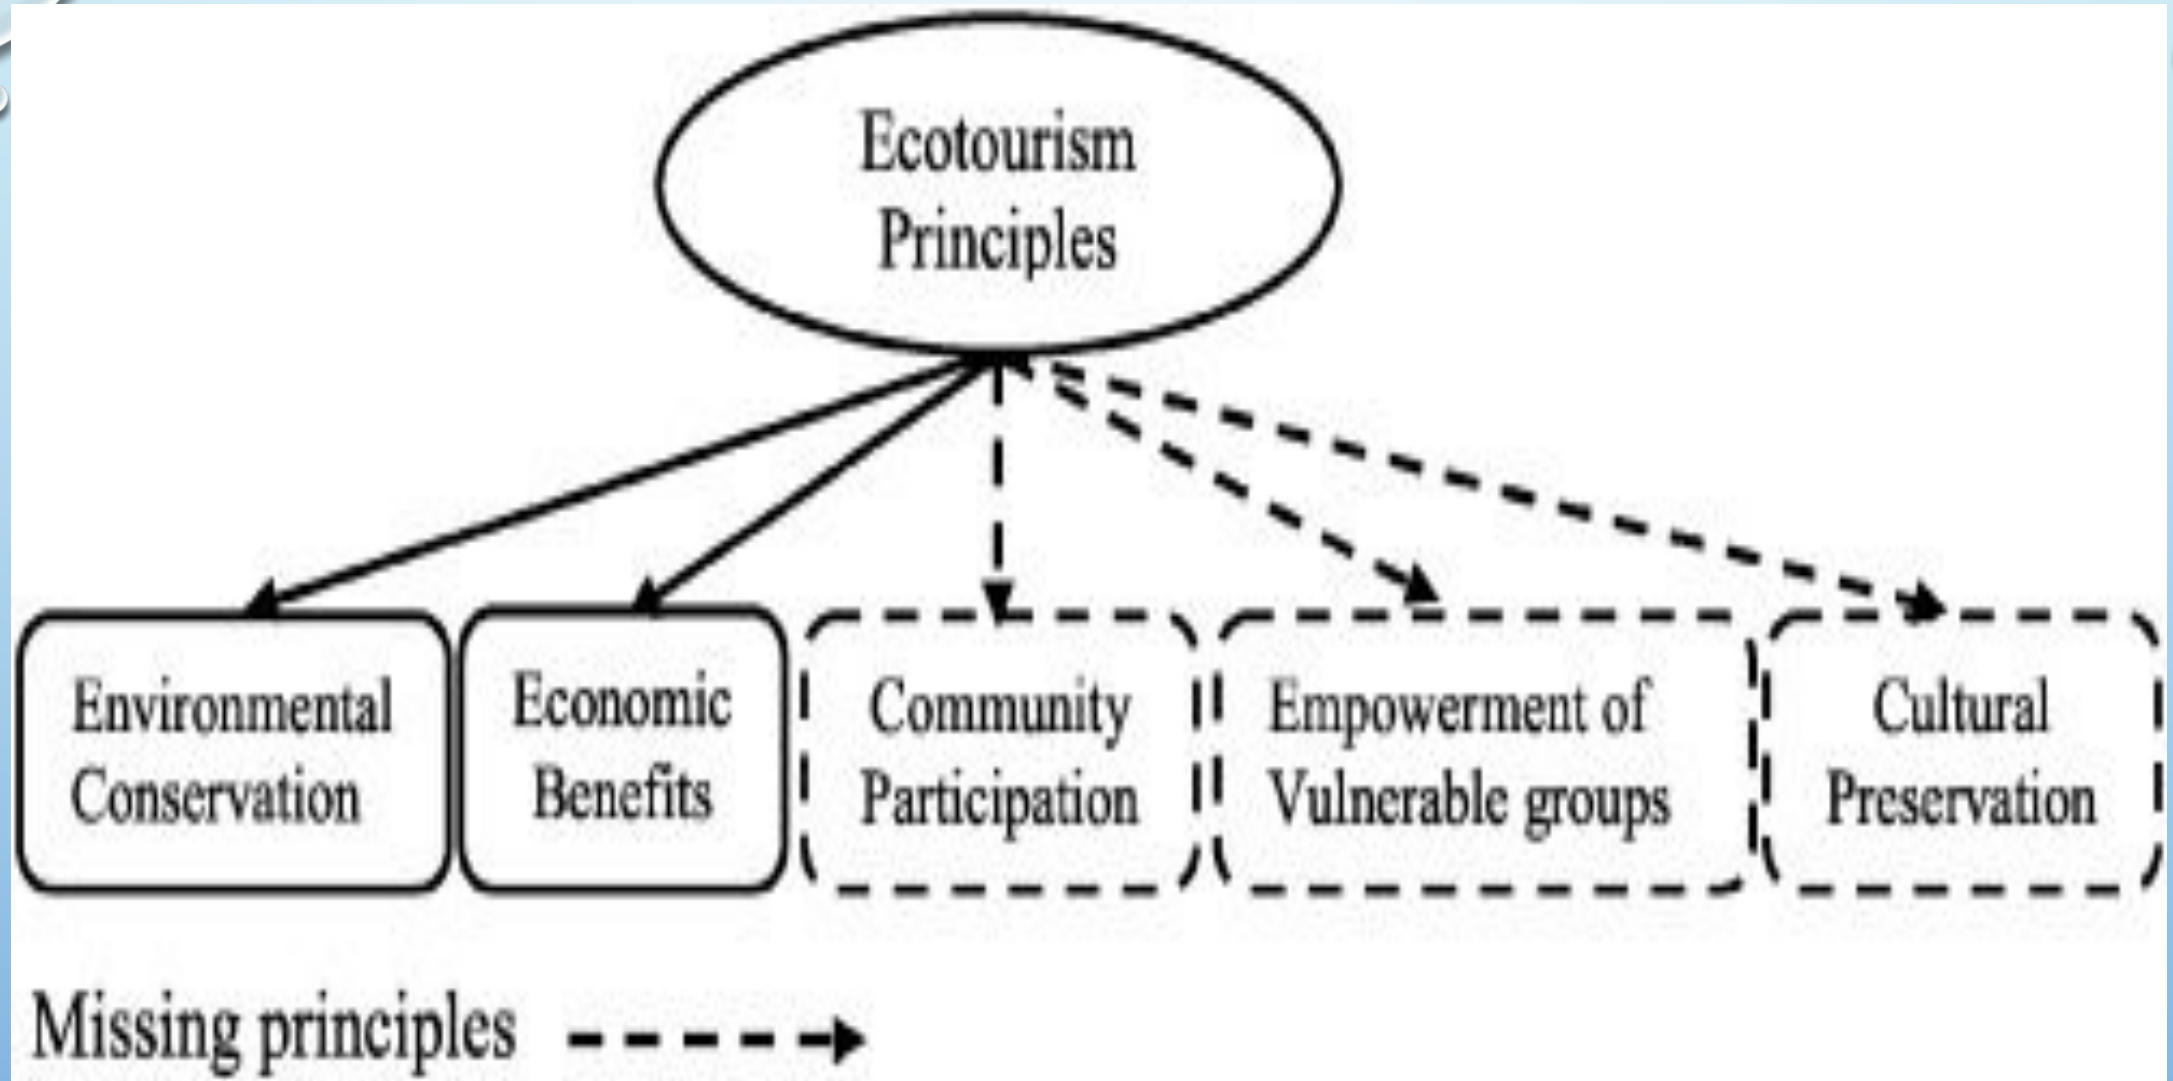 Ecotourism
Principles
Environmental
Conservation
Economic
Benefits
Community
Participation
Empowerment of
Vulnerable groups
Cultural
Preservation
Missing principles